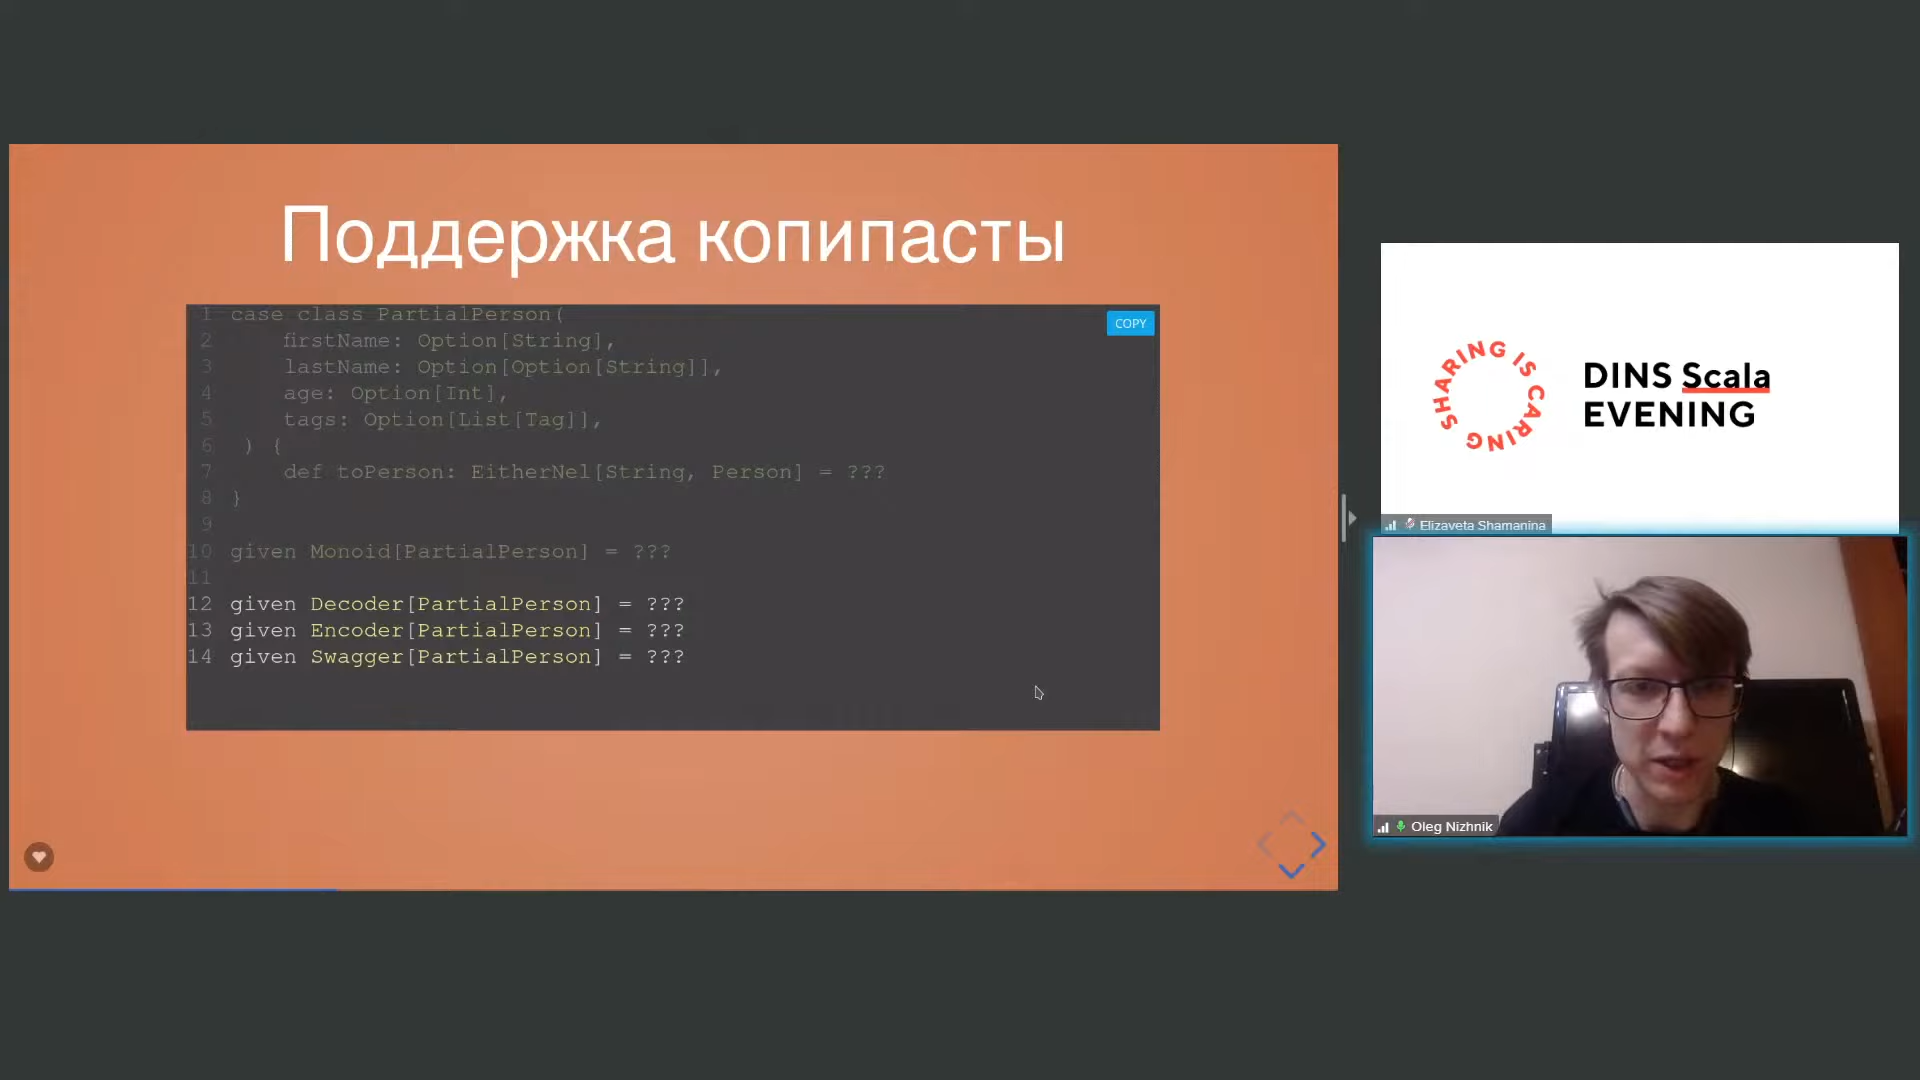 Поддержка копипасты
COPY
1 case class PartialPerson(
2 firstName: Option[String],
3 lastName: Option[Option[String]],
4 age: Option[Int],
5 tags: Option[List[Tag]],
6 ) {
7 def toPerson: EitherNel[String, Person] = ???
8 }
9
10 given Monoid[PartialPerson] = ???
11
12 given Decoder[PartialPerson] = ???
13 given Encoder[PartialPerson] = ???
14 given Swagger[PartialPerson] = ???
SHARING IS CARING
DINS Scala
EVENING
Elizaveta Shamanina
Oleg Nizhnik